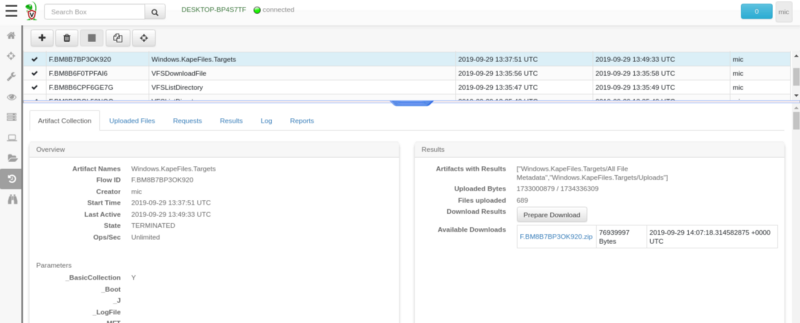 Search Box
DESKTOP-BP4S7TF connected
0
mic
F.BM8B7BP3OK920 Windows.KapeFiles.Targets 2019-09-29 13:37:51 UTC 2019-09-29 13:49:33 UTC mic
F.BM8B6F0TPFAI6 VFSDownloadFile 2019-09-29 13:35:56 UTC 2019-09-29 13:35:58 UTC mic
F.BM8B6CPF6GE7G VFSListDirectory 2019-09-29 13:35:47 UTC 2019-09-29 13:35:49 UTC mic
Artifact Collection Uploaded Files Requests Results Log Reports
Overview
Artifact Names Windows.KapeFiles.Targets
Flow ID F.BM8B7BP3OK920
Creator mic
Start Time 2019-09-29 13:37:51 UTC
Last Active 2019-09-29 13:49:33 UTC
State TERMINATED
Ops/Sec Unlimited
Parameters
_BasicCollection Y
_Boot
_J
_LogFile
Results
Artifacts with Results ["Windows.KapeFiles.Targets/All File
Metadata","Windows.KapeFiles.Targets/Uploads"]
Uploaded Bytes 1733000879 / 1734336309
Files uploaded 689
Download Results Prepare Download
Available Downloads F.BM8B7BP3OK920.zip 76939997 2019-09-29 14:07:18.314582875 +0000
Bytes UTC